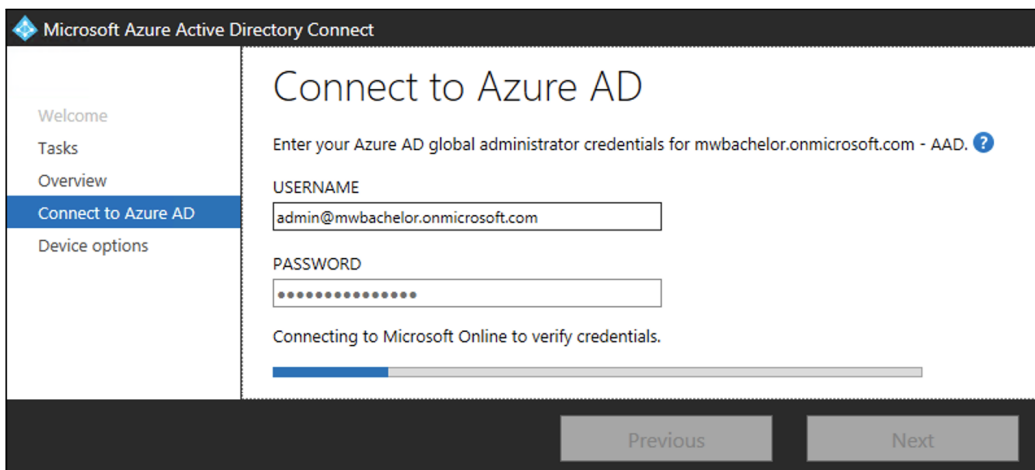 Microsoft Azure Active Directory Connect
Welcome
Tasks
Overview
Connect to Azure AD
Device options
Connect to Azure AD
Enter your Azure AD global administrator credentials for mwbachelor.onmicrosoft.com - AAD. ?
USERNAME
admin@mwbachelor.onmicrosoft.com
PASSWORD
●●●●●●●●●●●●●●●
Connecting to Microsoft Online to verify credentials.
Previous
Next